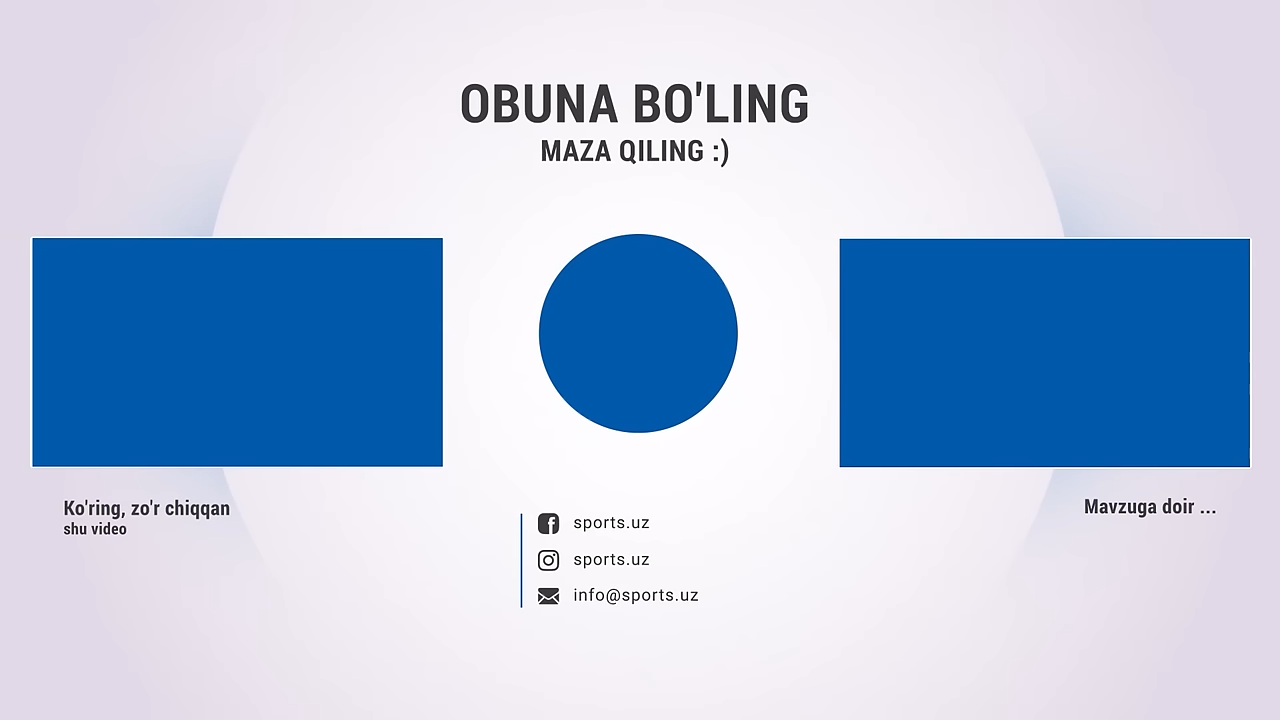 OBUNA BO'LING
MAZA QILING :)
Ko'ring, zo'r chiqqan
shu video
Mavzuga doir ...
sports.uz
sports.uz
info@sports.uz